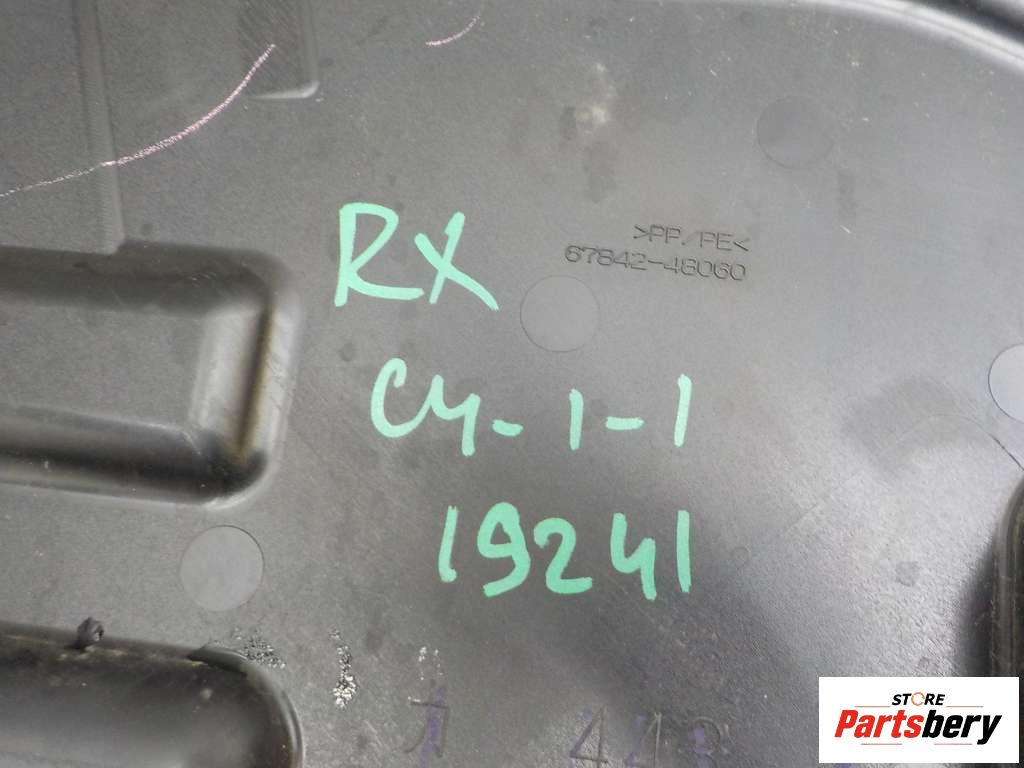 >PP/PE<
67842-48060
RX
C4-1-1
19241
STORE
Partsbery